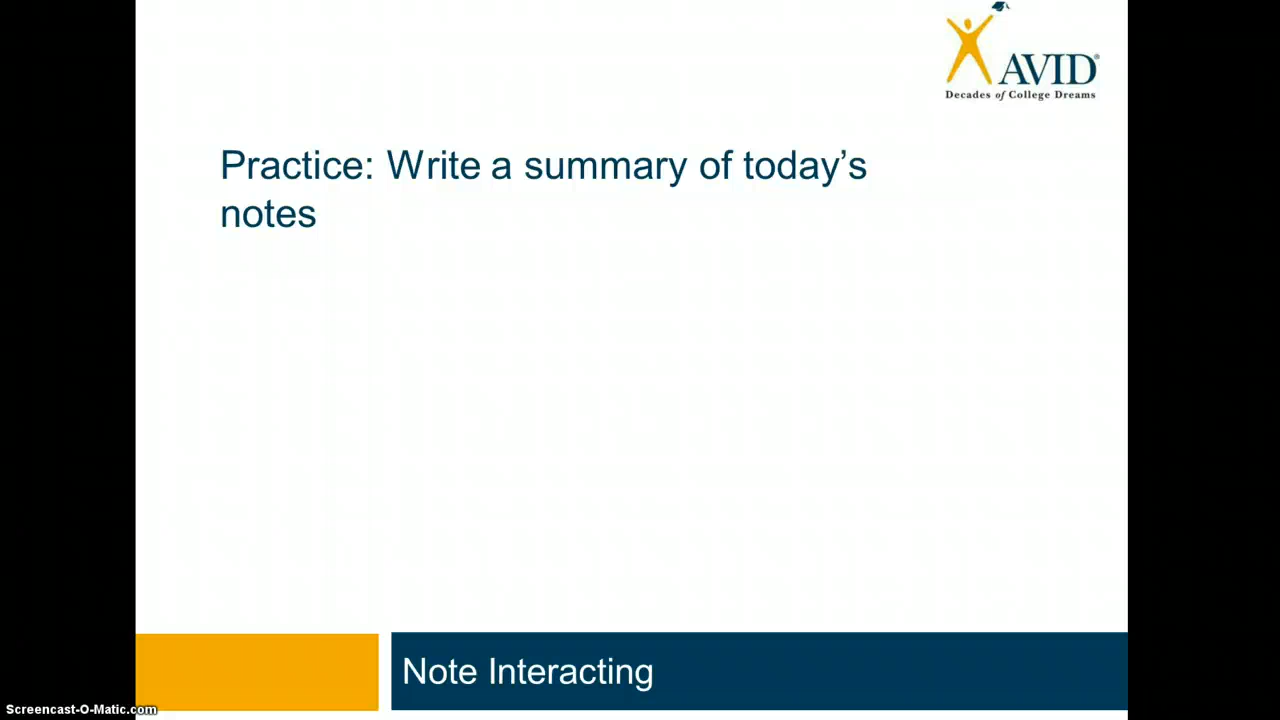 AVID®
Decades of College Dreams
Practice: Write a summary of today’s
notes
Note Interacting
Screencast-O-Matic.com